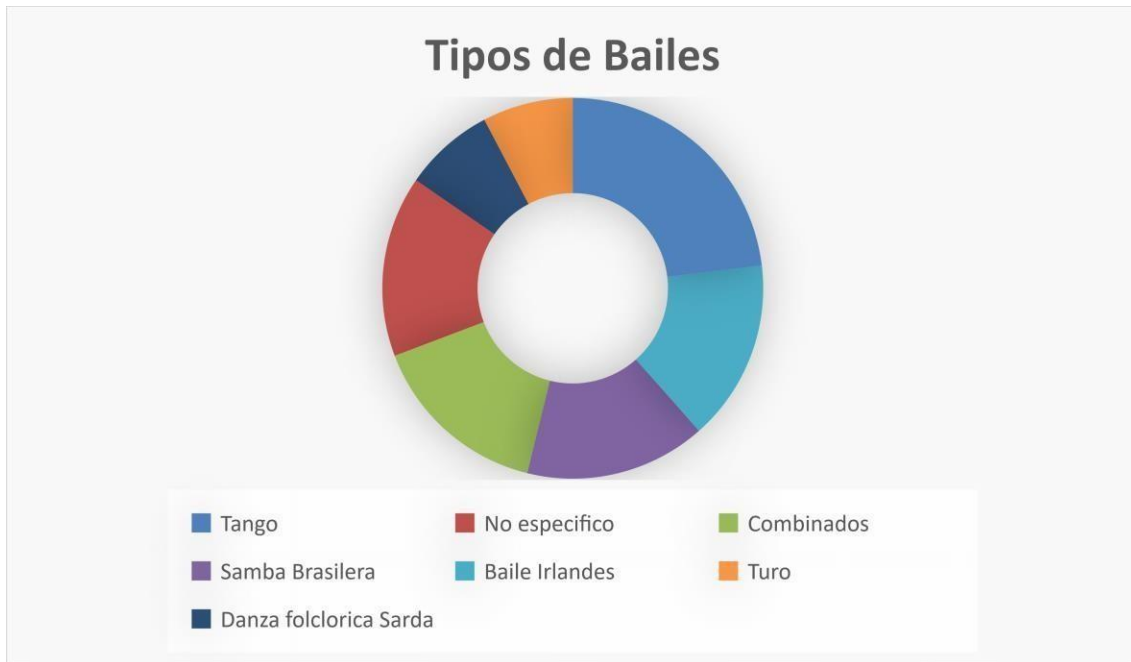 Tipos de Bailes
Tango
No especifico
Combinados
Samba Brasilera
Baile Irlandes
Turo
Danza folclorica Sarda